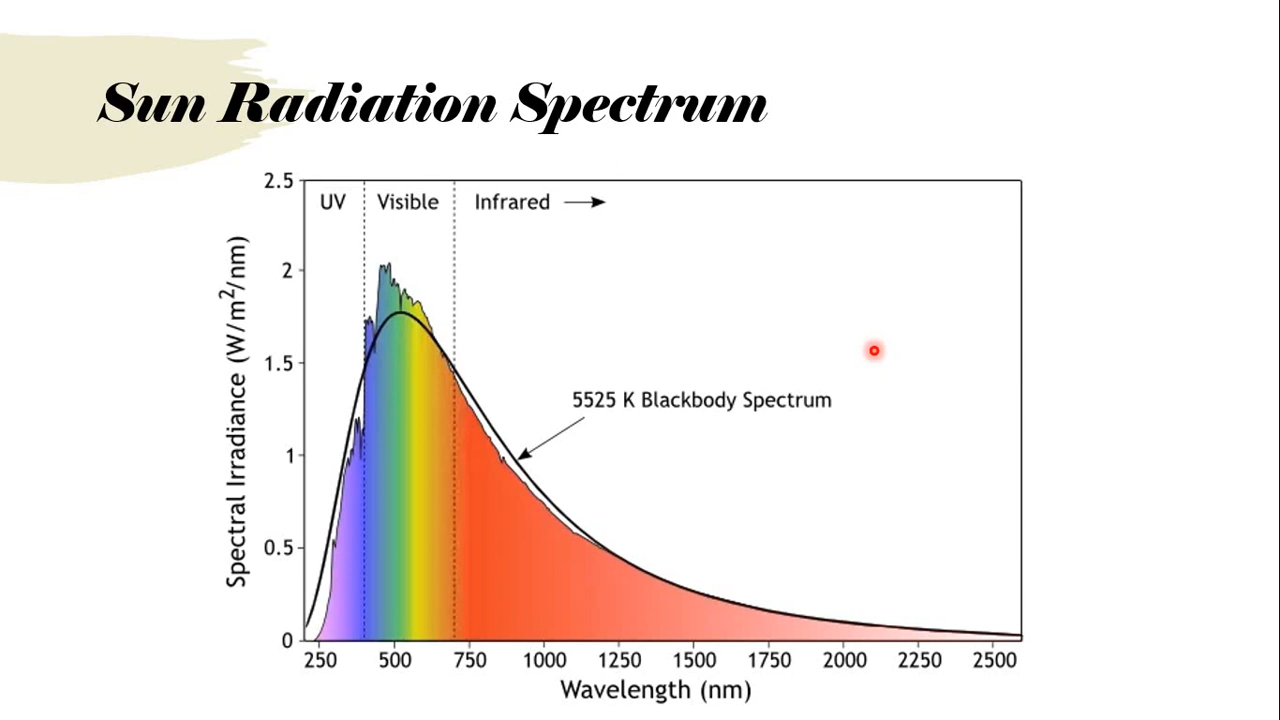 Sun Radiation Spectrum
2.5
UV
Visible
Infrared
2
1.5
5525 K Blackbody Spectrum
1
0.5
0
Spectral Irradiance (W/m²/nm)
250 500 750 1000 1250 1500 1750 2000 2250 2500
Wavelength (nm)